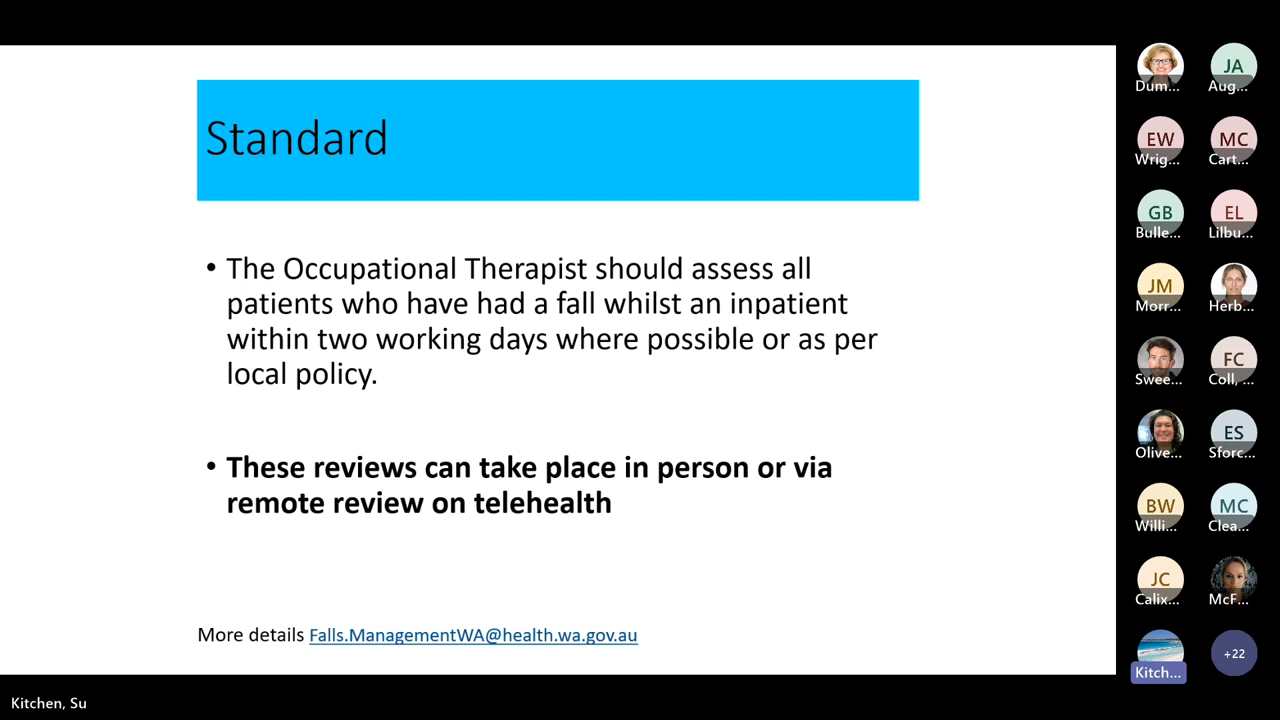 Standard
• The Occupational Therapist should assess all
patients who have had a fall whilst an inpatient
within two working days where possible or as per
local policy.
• These reviews can take place in person or via
remote review on telehealth
More details Falls.ManagementWA@health.wa.gov.au
Dum...
JA
Aug...
EW
Wrig...
MC
Cart...
GB
Bulle...
EL
Lilbu...
JM
Morr...
Herb...
Swee...
FC
Coll, ...
Olive...
ES
Sforc...
BW
Willi...
MC
Clea...
JC
Calix...
McF...
Kitch...
+22
Kitchen, Su